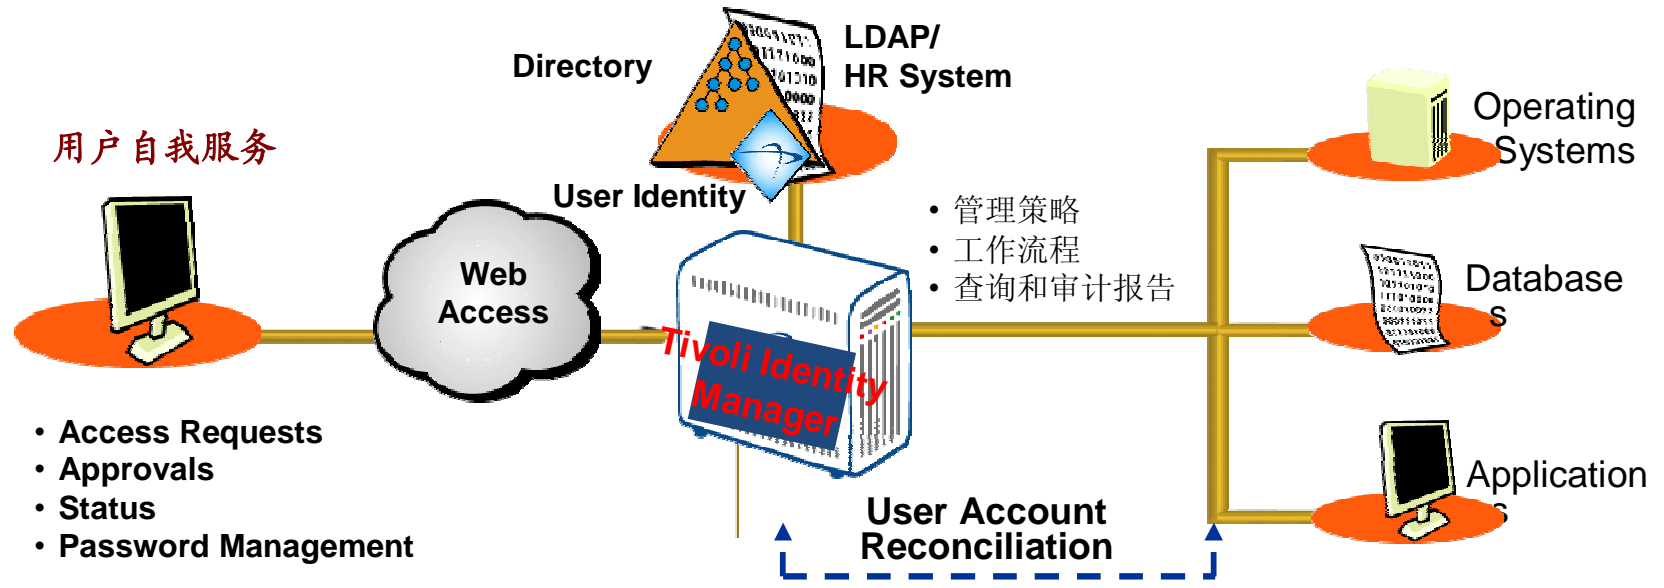 Directory
LDAP/
HR System
用户自我服务
User Identity
Web
Access
Tivoli Identity
Manager
• 管理策略
• 工作流程
• 查询和审计报告
Operating
Systems
Database
s
Application
s
• Access Requests
• Approvals
• Status
• Password Management
User Account
Reconciliation